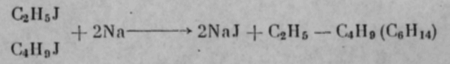 C₂H₅J
+ 2Na ⟶ 2NaJ + C₂H₅ — C₄H₉ (C₆H₁₄)
C₄H₉J